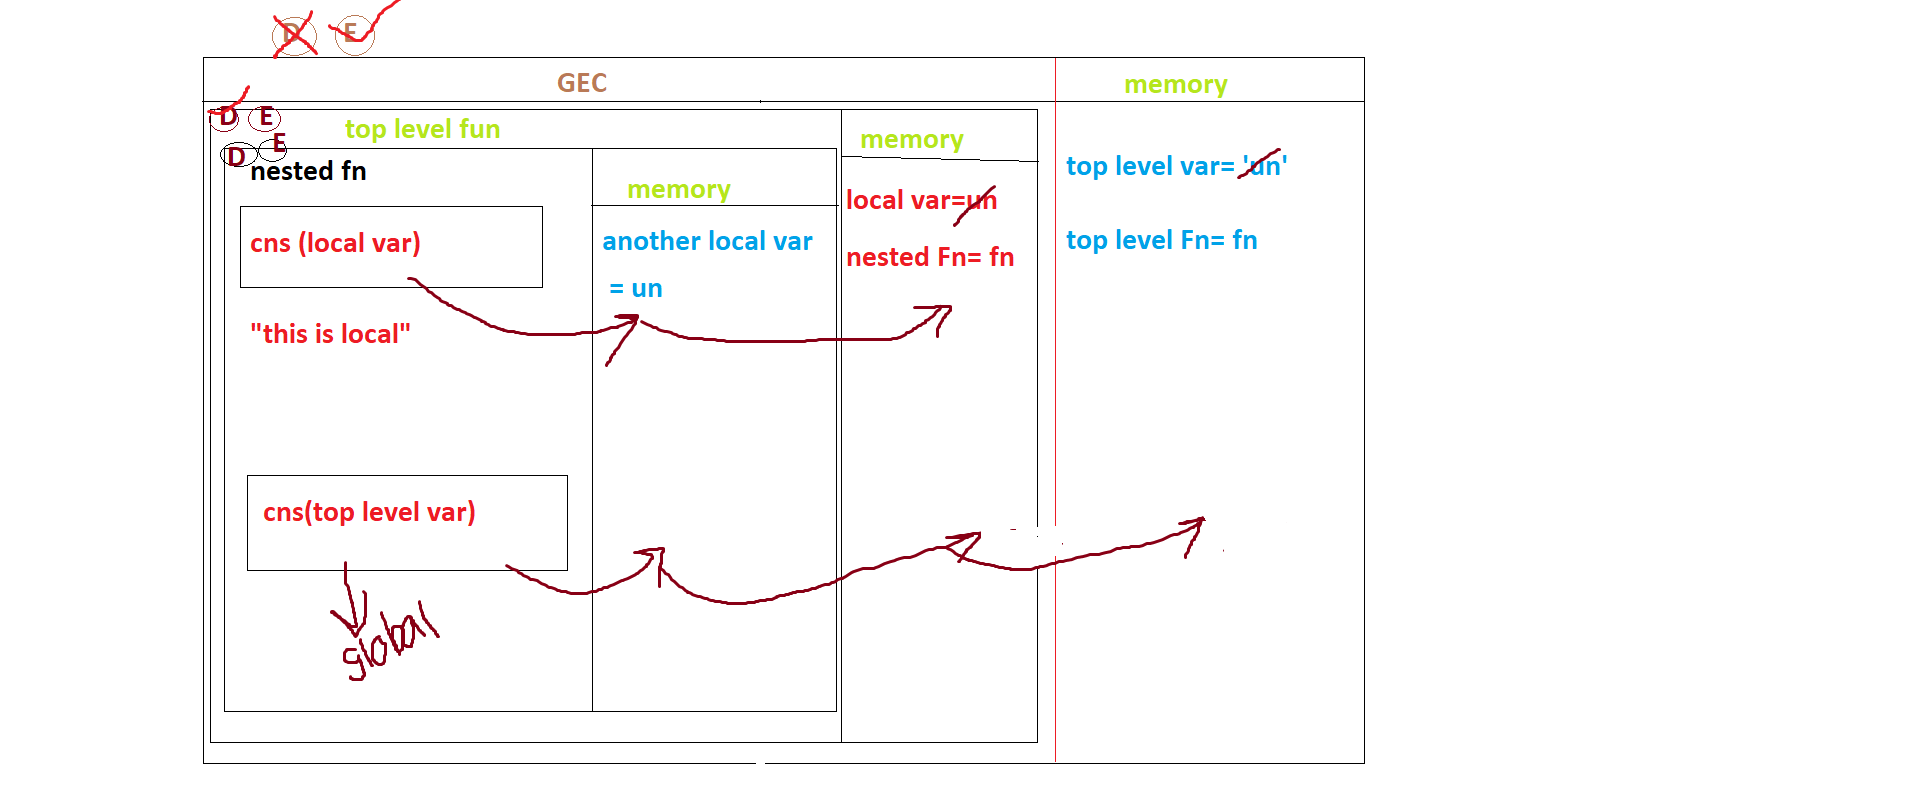 D E
GEC
memory
D E
top level fun
memory
D E
nested fn
memory
top level var= 'un'
local var=un
cns (local var)
another local var
= un
nested Fn= fn
top level Fn= fn
"this is local"
cns(top level var)
global